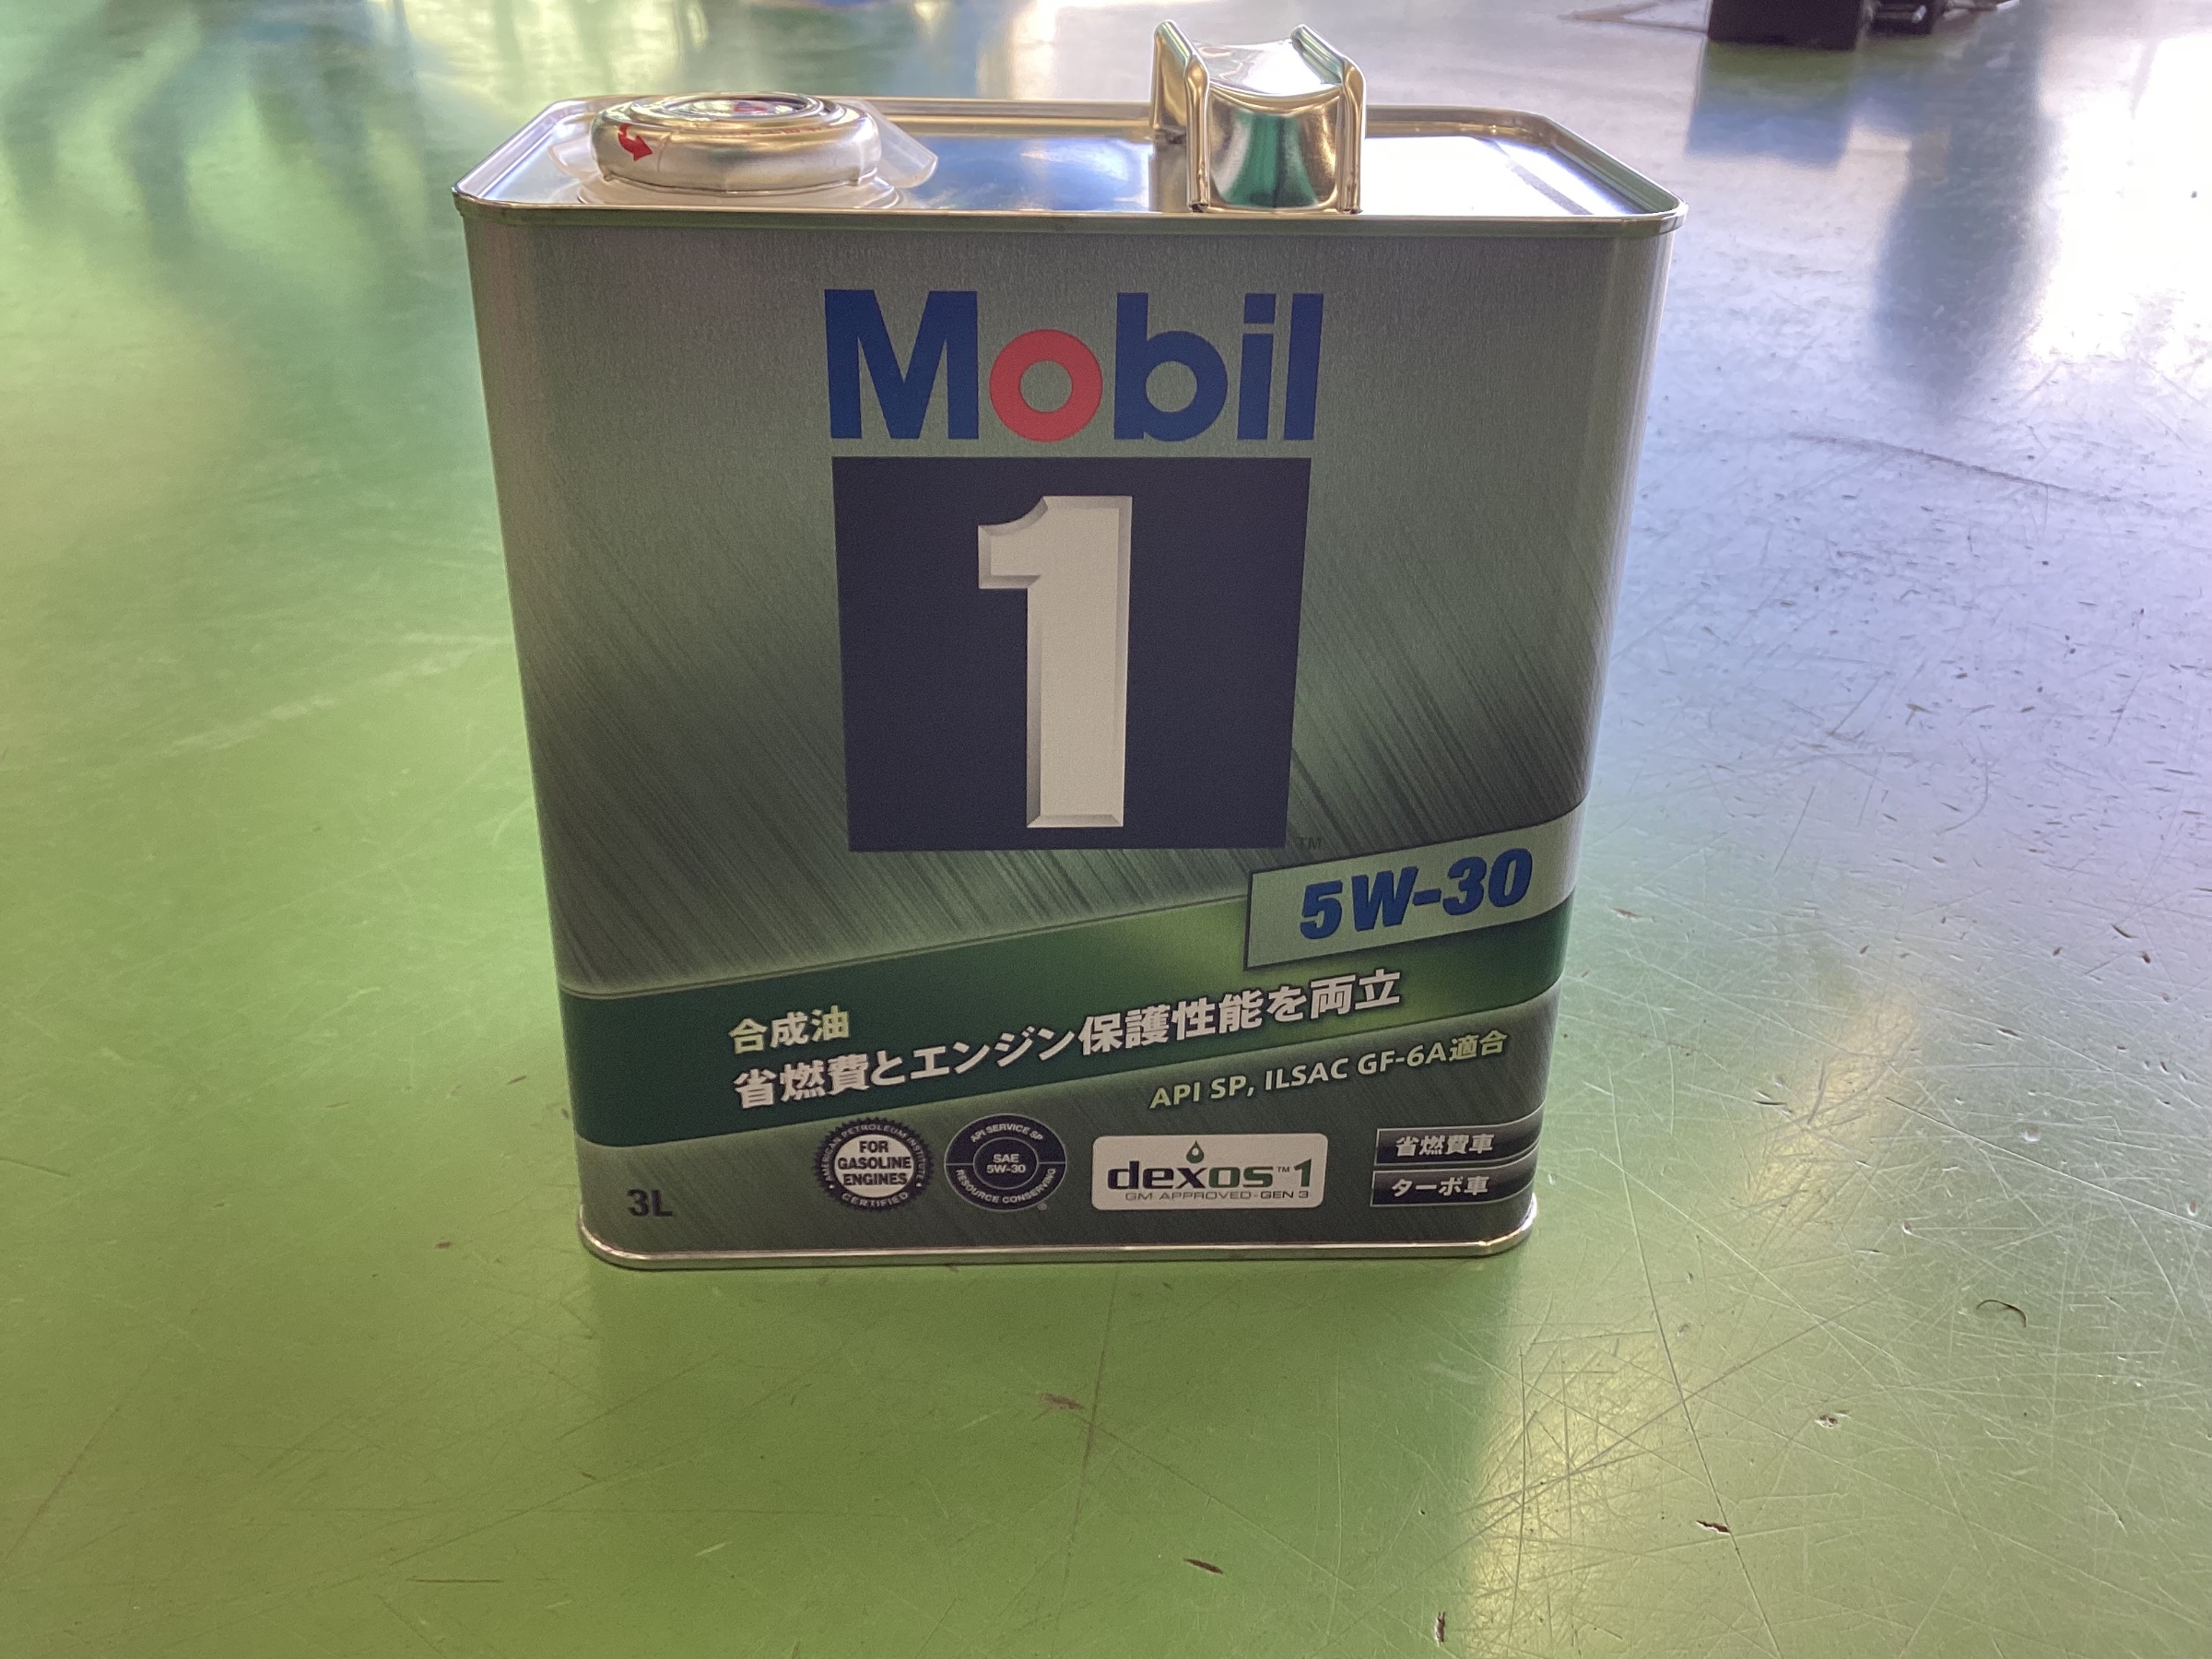 Mobil
1
TM
5W-30
合成油
省燃費とエンジン保護性能を両立
API SP, ILSAC GF-6A適合
3L
AMERICAN PETROLEUM INSTITUTE
FOR
GASOLINE
ENGINES
CERTIFIED
API SERVICE SP
SAE
5W-30
RESOURCE CONSERVING
®
dexos™1
GM APPROVED-GEN 3
省燃費車
ターボ車